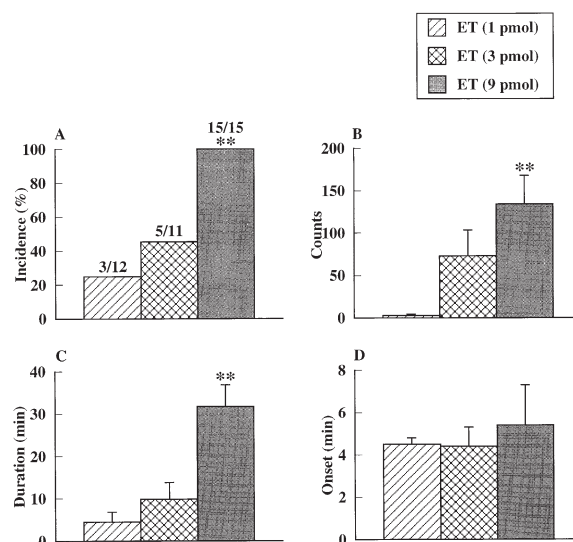 ET (1 pmol)
ET (3 pmol)
ET (9 pmol)
A
15/15
**
100
80
60
40
20
0
Incidence (%)
3/12
5/11
B
200
150
100
50
0
Counts
**
C
40
30
20
10
0
Duration (min)
**
D
8
6
4
2
0
Onset (min)